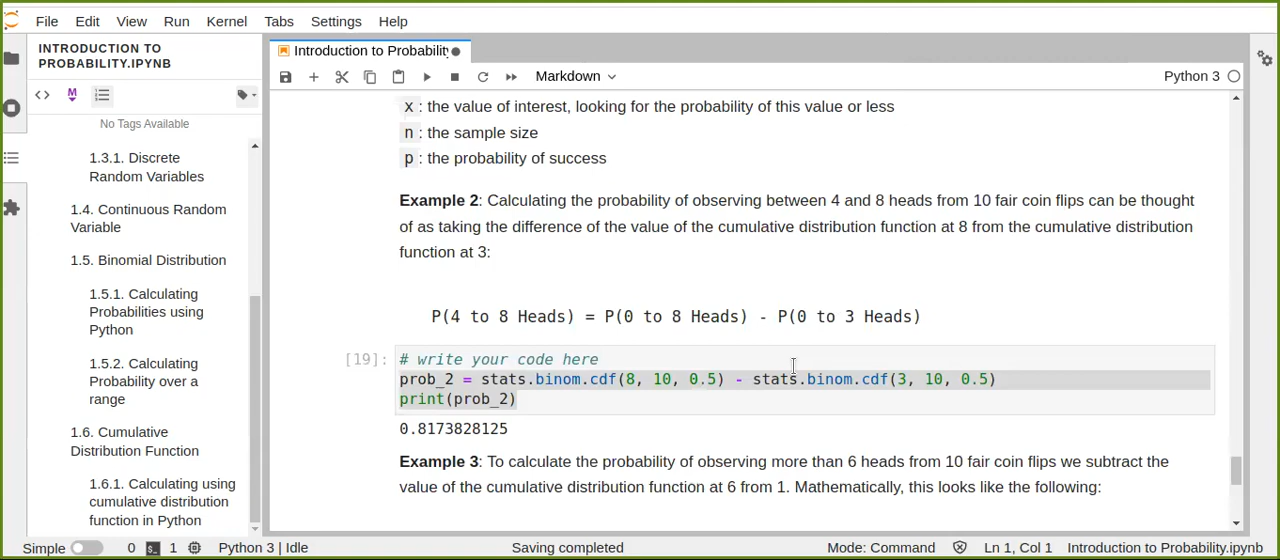 File Edit View Run Kernel Tabs Settings Help
INTRODUCTION TO
PROBABILITY.IPYNB
No Tags Available
1.3.1. Discrete
Random Variables
1.4. Continuous Random
Variable
1.5. Binomial Distribution
1.5.1. Calculating
Probabilities using
Python
1.5.2. Calculating
Probability over a
range
1.6. Cumulative
Distribution Function
1.6.1. Calculating using
cumulative distribution
function in Python
Introduction to Probability
Markdown
Python 3
x : the value of interest, looking for the probability of this value or less
n : the sample size
p : the probability of success
Example 2: Calculating the probability of observing between 4 and 8 heads from 10 fair coin flips can be thought
of as taking the difference of the value of the cumulative distribution function at 8 from the cumulative distribution
function at 3:
P(4 to 8 Heads) = P(0 to 8 Heads) - P(0 to 3 Heads)
[19]: # write your code here
prob_2 = stats.binom.cdf(8, 10, 0.5) - stats.binom.cdf(3, 10, 0.5)
print(prob_2)
0.8173828125
Example 3: To calculate the probability of observing more than 6 heads from 10 fair coin flips we subtract the
value of the cumulative distribution function at 6 from 1. Mathematically, this looks like the following:
Simple 0 1 Python 3 | Idle Saving completed Mode: Command Ln 1, Col 1 Introduction to Probability.ipynb